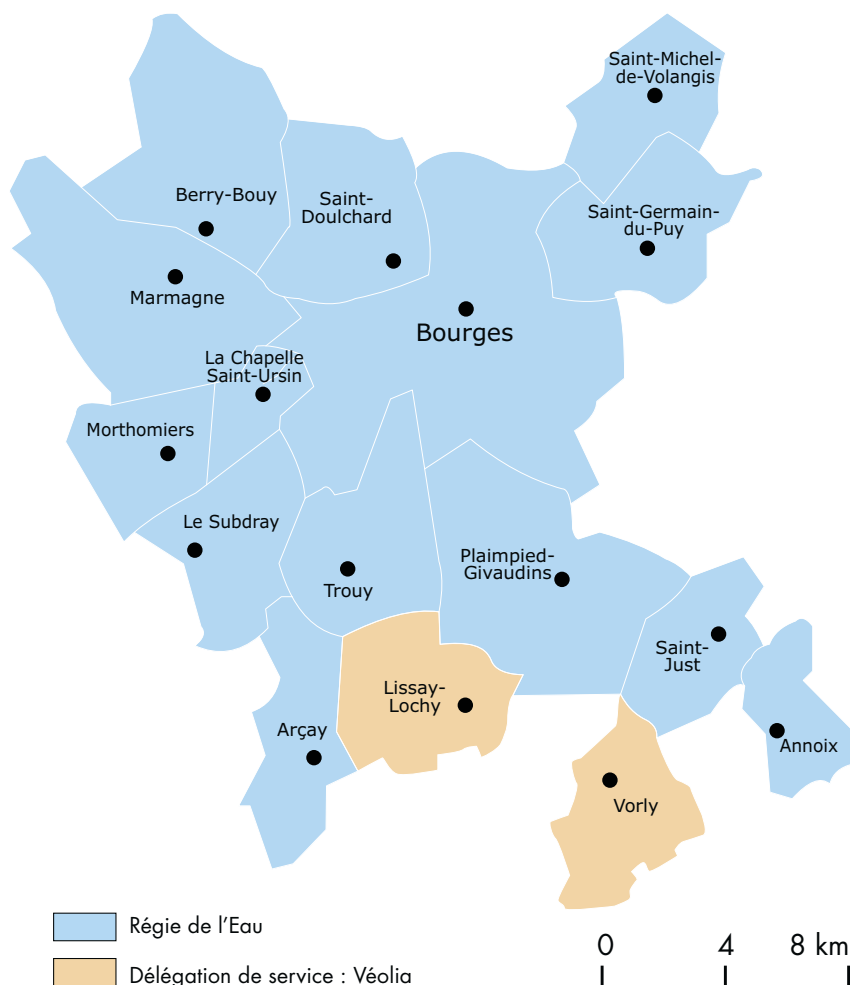 Saint-Michel-
de-Volangis
Berry-Bouy
Saint-
Doulchard
Saint-Germain-
du-Puy
Marmagne
Bourges
La Chapelle
Saint-Ursin
Morthomiers
Le Subdray
Plaimpied-
Givaudins
Trouy
Saint-
Just
Lissay-
Lochy
Arçay
Annoix
Vorly
Régie de l'Eau
0 4 8 km
Délégation de service : Véolia